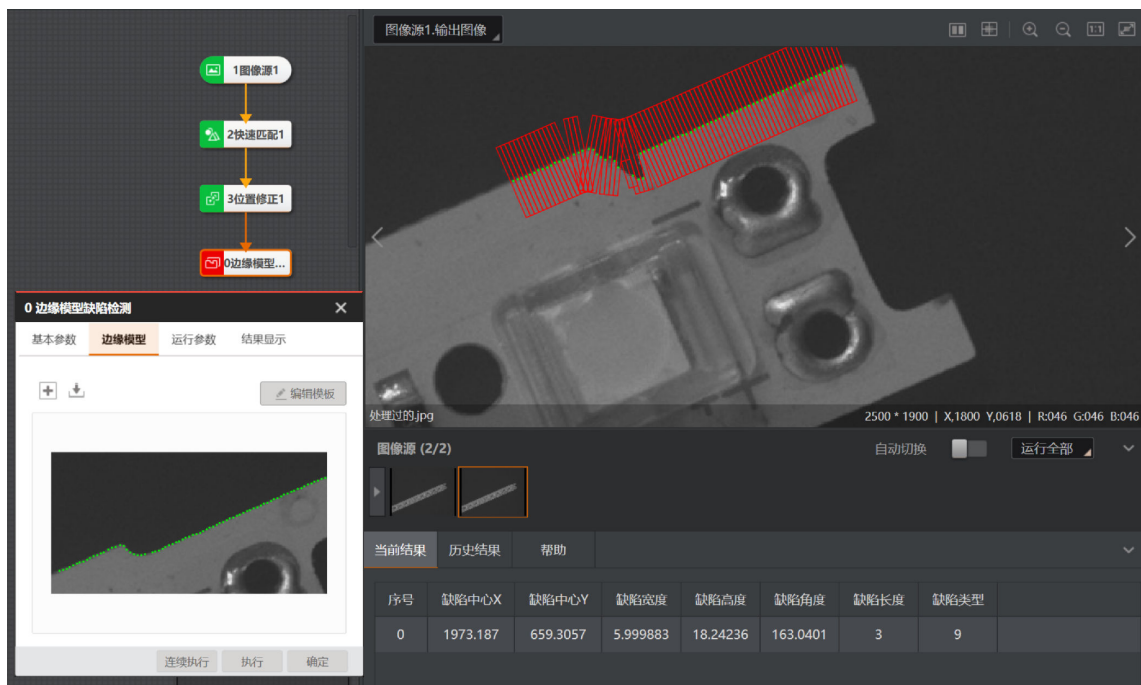 图像源1.输出图像
1:1
1图像源1
2快速匹配1
3位置修正1
0边缘模型...
0 边缘模型缺陷检测
基本参数 边缘模型 运行参数 结果显示
编辑模板
连续执行 执行 确定
处理过的.jpg
2500 * 1900 | X,1800 Y,0618 | R:046 G:046 B:046
图像源 (2/2) 自动切换 运行全部
当前结果 历史结果 帮助
序号 缺陷中心X 缺陷中心Y 缺陷宽度 缺陷高度 缺陷角度 缺陷长度 缺陷类型
0 1973.187 659.3057 5.999883 18.24236 163.0401 3 9